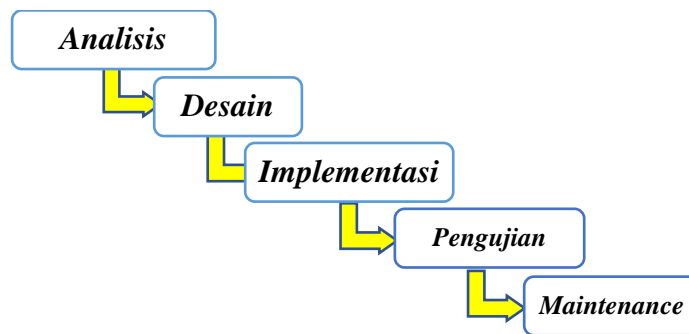 Analisis
Desain
Implementasi
Pengujian
Maintenance